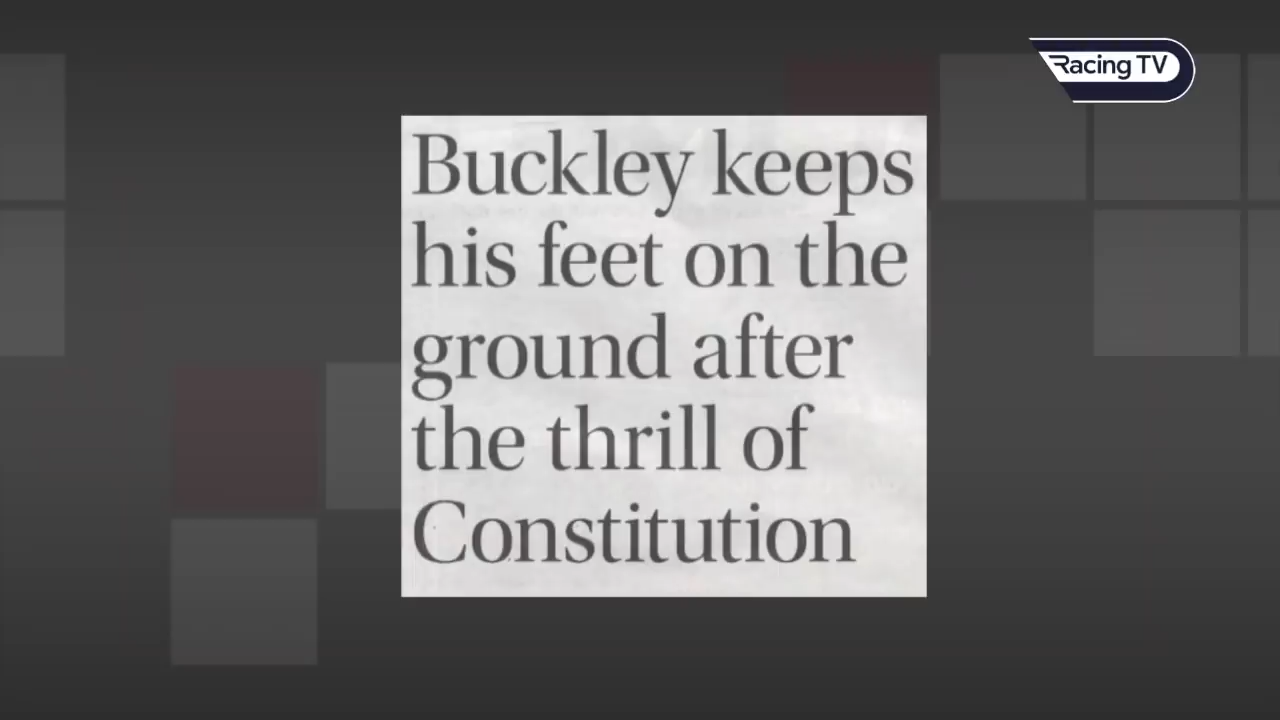 Racing TV
Buckley keeps
his feet on the
ground after
the thrill of
Constitution